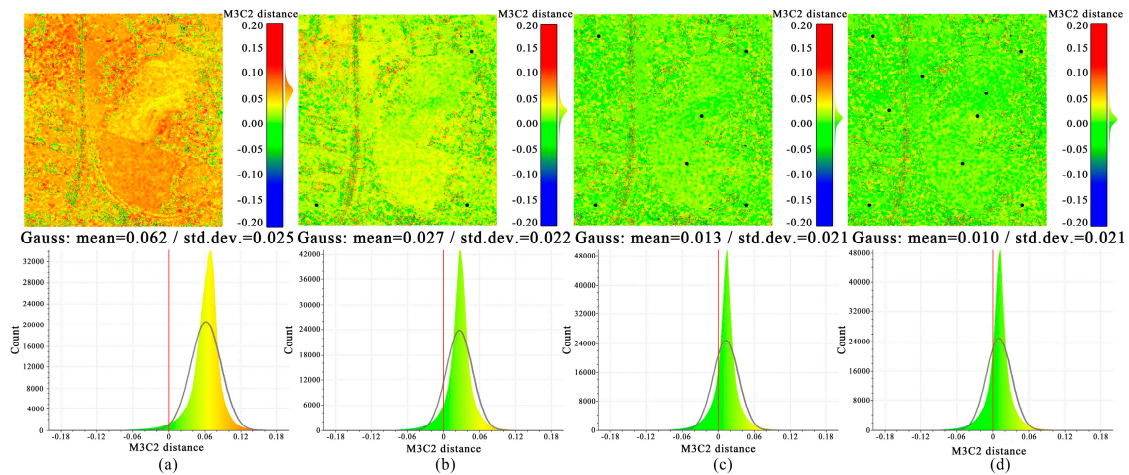 M3C2 distance M3C2 distance M3C2 distance M3C2 distance
0.20 0.20 0.20 0.20
0.15 0.15 0.15 0.15
0.10 0.10 0.10 0.10
0.05 0.05 0.05 0.05
0.00 0.00 0.00 0.00
-0.05 -0.05 -0.05 -0.05
-0.10 -0.10 -0.10 -0.10
-0.15 -0.15 -0.15 -0.15
-0.20 -0.20 -0.20 -0.20
Gauss: mean=0.062 / std.dev.=0.025 Gauss: mean=0.027 / std.dev.=0.022 Gauss: mean=0.013 / std.dev.=0.021 Gauss: mean=0.010 / std.dev.=0.021
Count
32000
28000
24000
20000
16000
12000
8000
4000
0
-0.18 -0.12 -0.06 0 0.06 0.12 0.18
M3C2 distance
(a)
Count
42000
36000
30000
24000
18000
12000
6000
0
-0.18 -0.12 -0.06 0 0.06 0.12 0.18
M3C2 distance
(b)
Count
48000
40000
32000
24000
16000
8000
0
-0.18 -0.12 -0.06 0 0.06 0.12 0.18
M3C2 distance
(c)
Count
48000
40000
32000
24000
16000
8000
0
-0.18 -0.12 -0.06 0 0.06 0.12 0.18
M3C2 distance
(d)